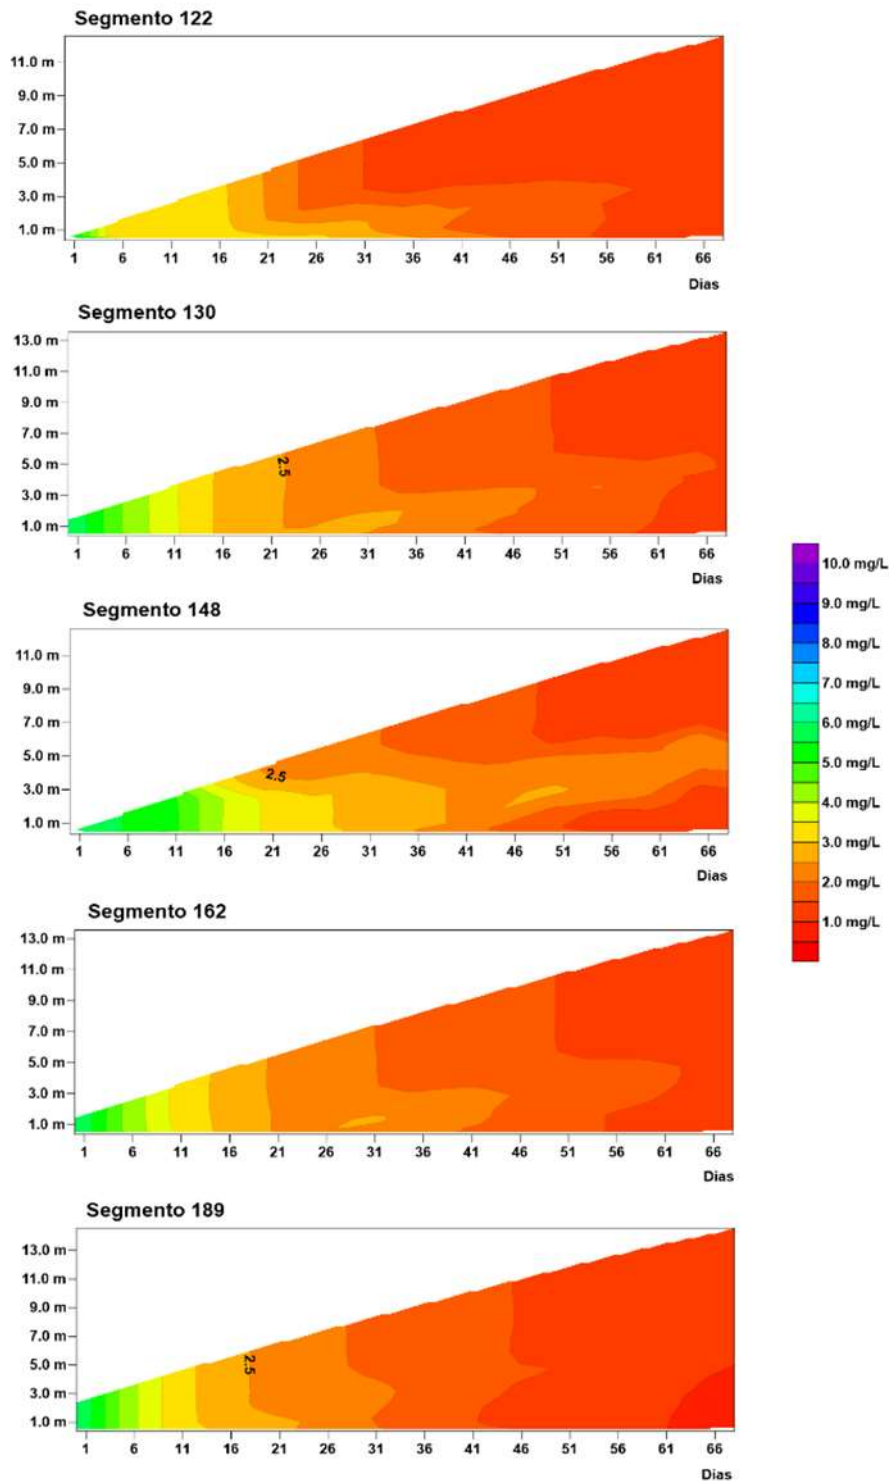 Segmento 122
11.0 m
9.0 m
7.0 m
5.0 m
3.0 m
1.0 m
1 6 11 16 21 26 31 36 41 46 51 56 61 66
Dias
Segmento 130
13.0 m
11.0 m
9.0 m
7.0 m
5.0 m
3.0 m
1.0 m
2.5
1 6 11 16 21 26 31 36 41 46 51 56 61 66
Dias
Segmento 148
11.0 m
9.0 m
7.0 m
5.0 m
3.0 m
1.0 m
2.5
1 6 11 16 21 26 31 36 41 46 51 56 61 66
Dias
10.0 mg/L
9.0 mg/L
8.0 mg/L
7.0 mg/L
6.0 mg/L
5.0 mg/L
4.0 mg/L
3.0 mg/L
2.0 mg/L
1.0 mg/L
Segmento 162
13.0 m
11.0 m
9.0 m
7.0 m
5.0 m
3.0 m
1.0 m
1 6 11 16 21 26 31 36 41 46 51 56 61 66
Dias
Segmento 189
13.0 m
11.0 m
9.0 m
7.0 m
5.0 m
3.0 m
1.0 m
2.5
1 6 11 16 21 26 31 36 41 46 51 56 61 66
Dias